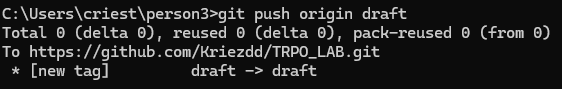 C:\Users\criest\person3>git push origin draft
Total 0 (delta 0), reused 0 (delta 0), pack-reused 0 (from 0)
To https://github.com/Kriezdd/TRPO_LAB.git
 * [new tag]         draft -> draft